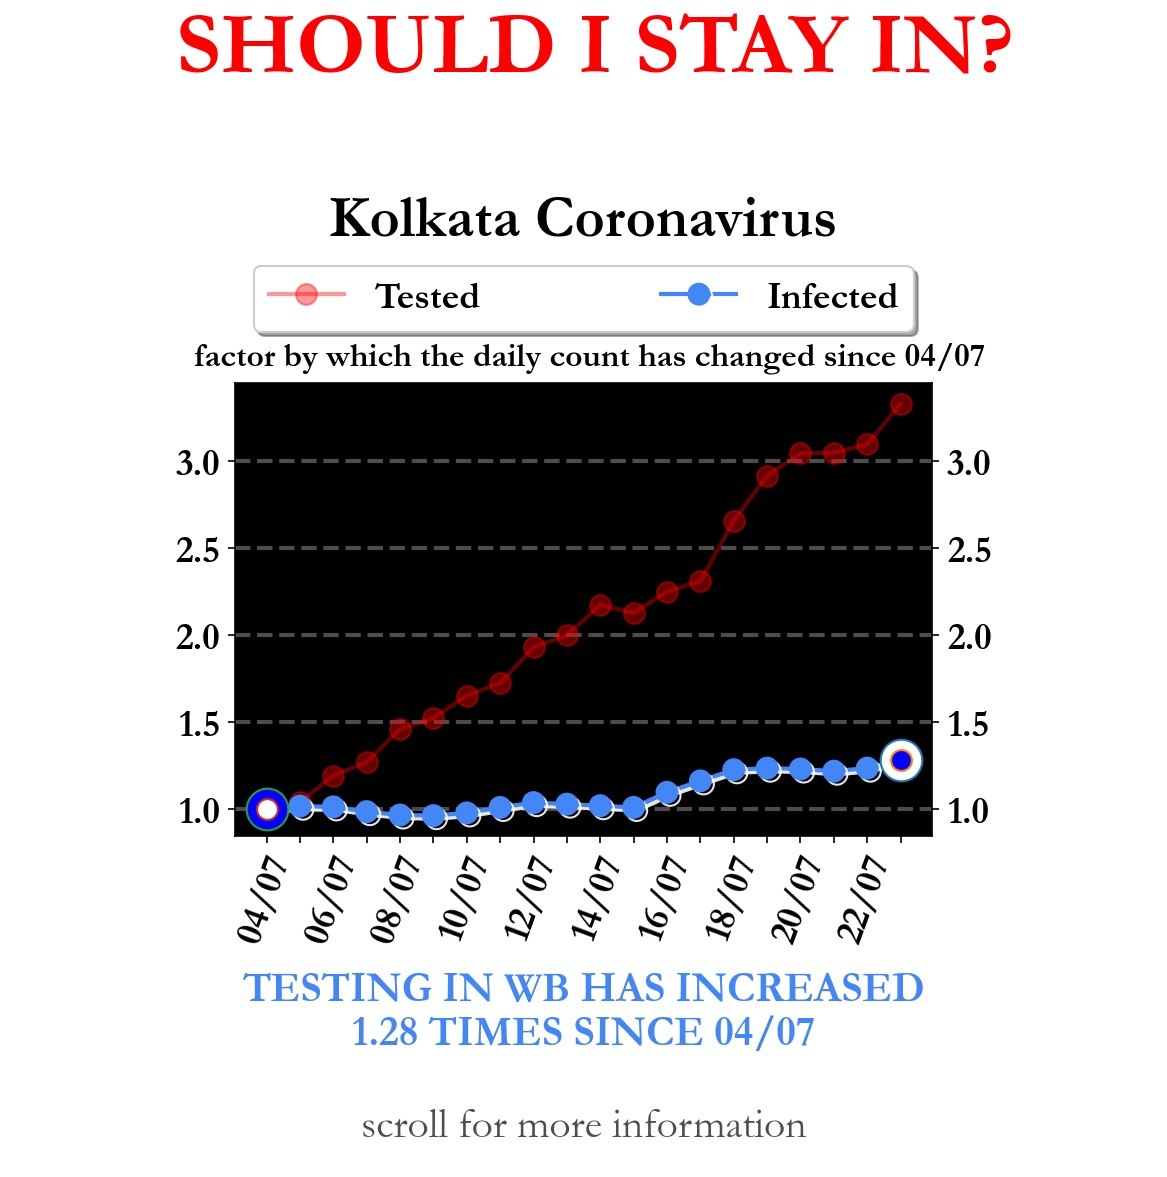 SHOULD I STAY IN?
Kolkata Coronavirus
Tested Infected
factor by which the daily count has changed since 04/07
3.0 3.0
2.5 2.5
2.0 2.0
1.5 1.5
1.0 1.0
04/07 06/07 08/07 10/07 12/07 14/07 16/07 18/07 20/07 22/07
TESTING IN WB HAS INCREASED
1.28 TIMES SINCE 04/07
scroll for more information